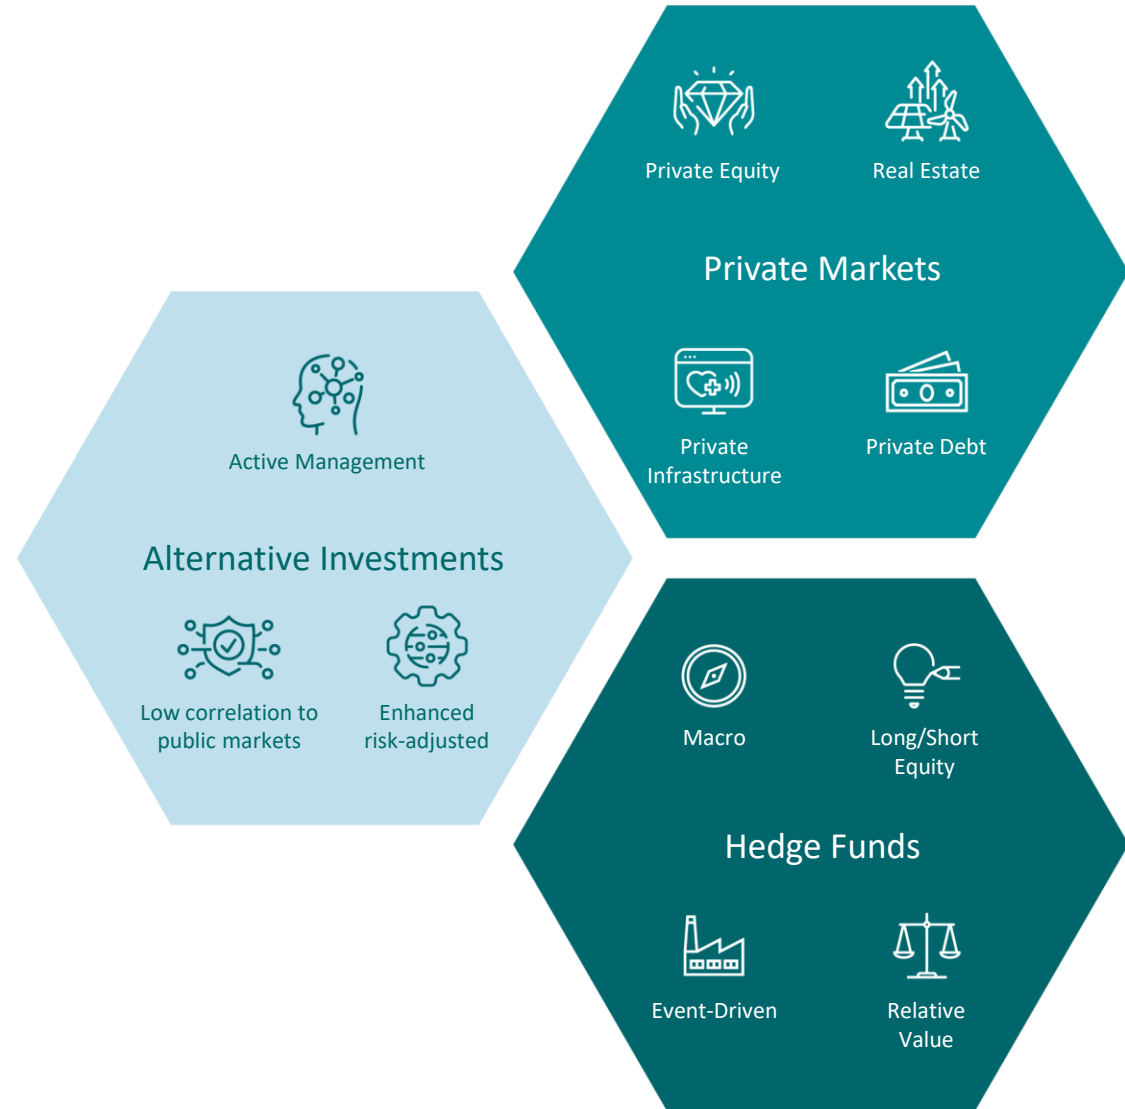 Active Management
Alternative Investments
Low correlation to
public markets
Enhanced
risk-adjusted
Private Equity
Real Estate
Private Markets
Private
Infrastructure
Private Debt
Macro
Long/Short
Equity
Hedge Funds
Event-Driven
Relative
Value